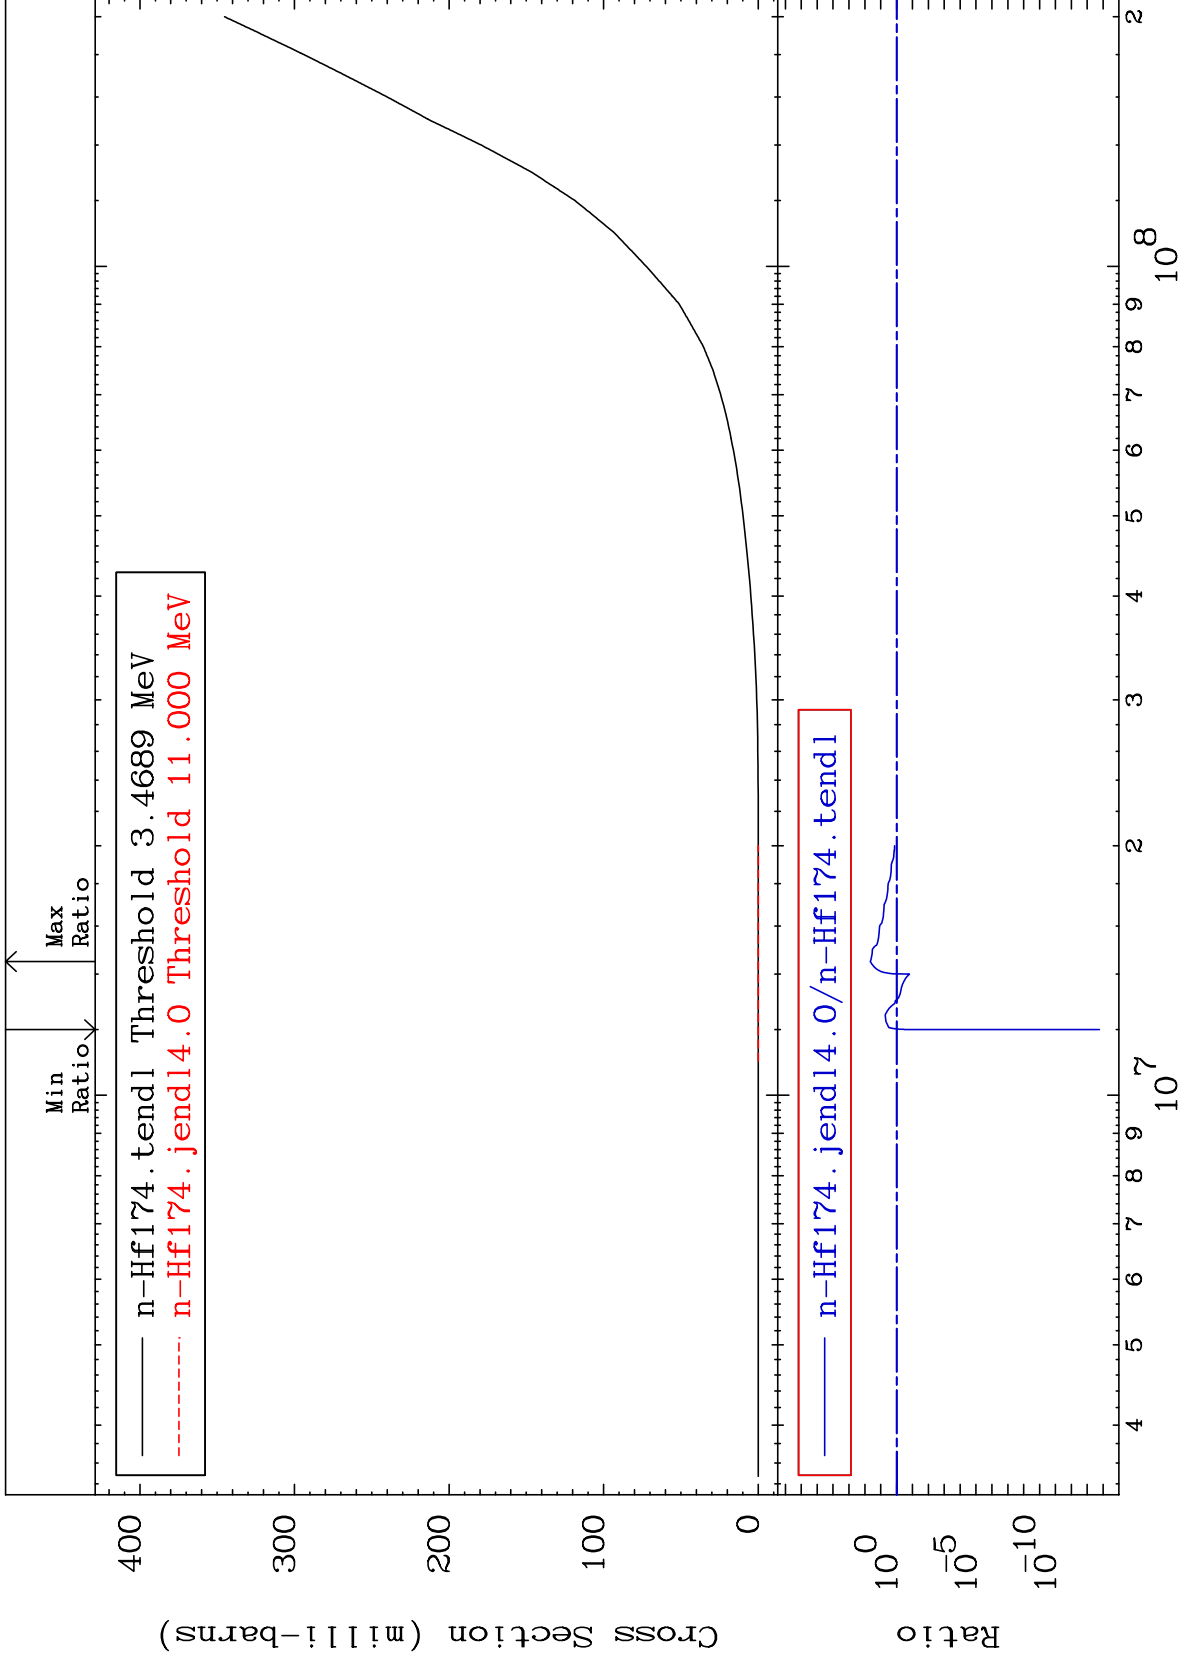 Min
Ratio
Max
Ratio
n-Hf174.tendl Threshold 3.4689 MeV
n-Hf174.jendl4.0 Threshold 11.000 MeV
400
300
200
100
0
Cross Section (milli-barns)
n-Hf174.jendl4.0/n-Hf174.tendl
10^0
10^-5
10^-10
Ratio
4 5 6 7 8 9 10^7 2 3 4 5 6 7 8 9 10^8 2